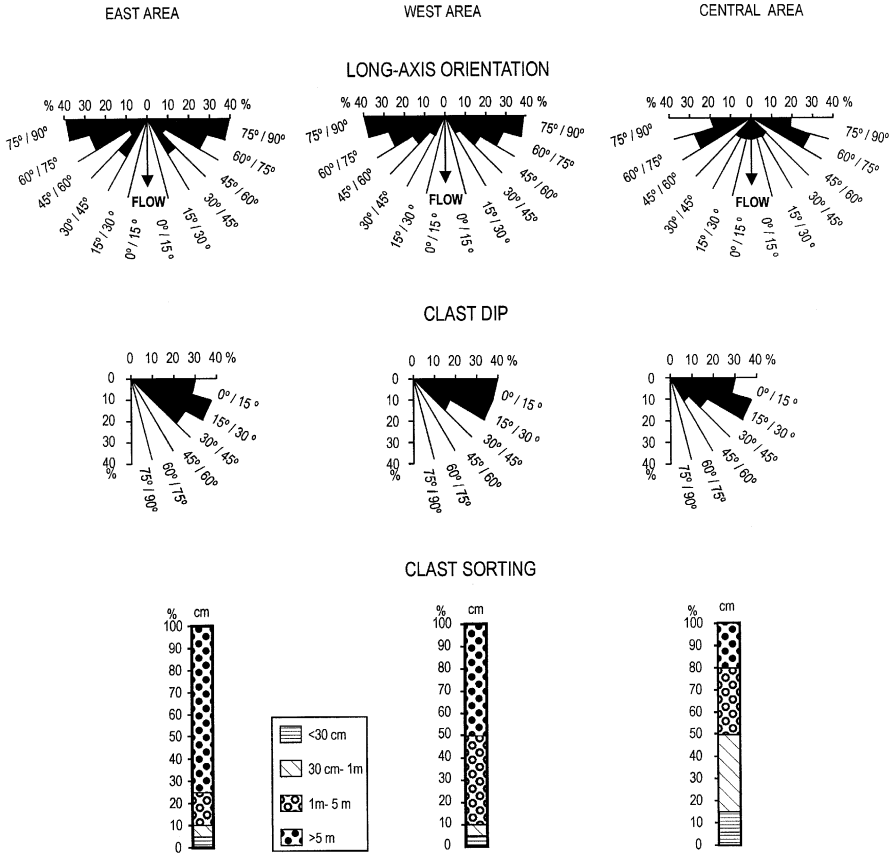 EAST AREA
WEST AREA
CENTRAL AREA
LONG-AXIS ORIENTATION
% 40 30 20 10 0 10 20 30 40 %
75º / 90º
60º / 75º
45º / 60º
30º / 45º
15º / 30º
0º / 15º
FLOW
0º / 15º
15º / 30º
30º / 45º
45º / 60º
60º / 75º
75º / 90º
% 40 30 20 10 0 10 20 30 40 %
75º / 90º
60º / 75º
45º / 60º
30º / 45º
15º / 30º
0º / 15º
FLOW
0º / 15º
15º / 30º
30º / 45º
45º / 60º
60º / 75º
75º / 90º
% 40 30 20 10 0 10 20 30 40 %
75º / 90º
60º / 75º
45º / 60º
30º / 45º
15º / 30º
0º / 15º
FLOW
0º / 15º
15º / 30º
30º / 45º
45º / 60º
60º / 75º
75º / 90º
CLAST DIP
0 10 20 30 40 %
0
10
20
30
40
%
0º / 15º
15º / 30º
30º / 45º
45º / 60º
60º / 75º
75º / 90º
0 10 20 30 40 %
0
10
20
30
40
%
0º / 15º
15º / 30º
30º / 45º
45º / 60º
60º / 75º
75º / 90º
0 10 20 30 40 %
0
10
20
30
40
%
0º / 15º
15º / 30º
30º / 45º
45º / 60º
60º / 75º
75º / 90º
CLAST SORTING
% cm
100
90
80
70
60
50
40
30
20
10
0
<30 cm
30 cm- 1m
1m- 5 m
>5 m
% cm
100
90
80
70
60
50
40
30
20
10
0
% cm
100
90
80
70
60
50
40
30
20
10
0